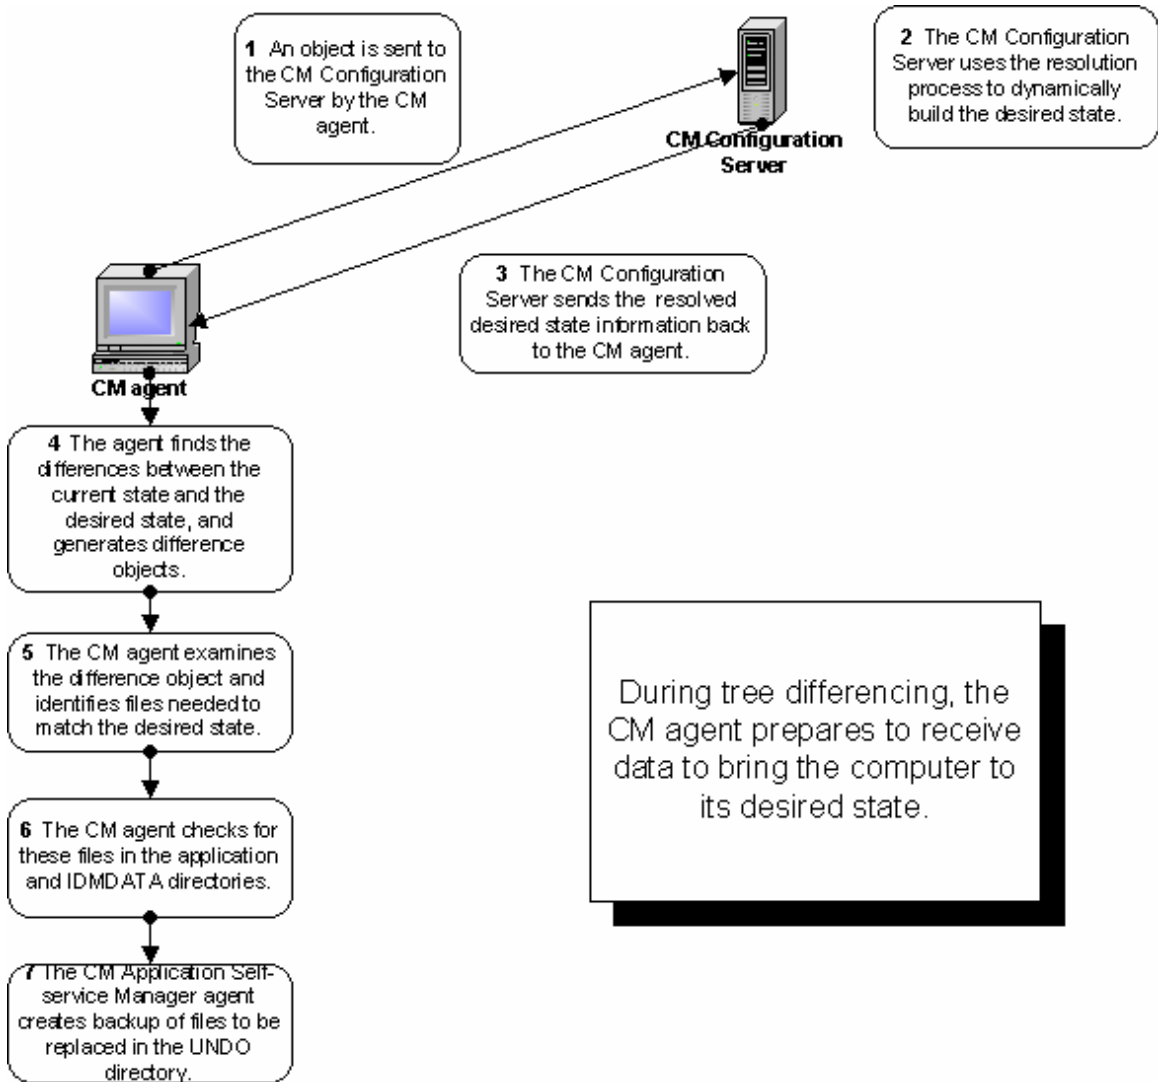 1 An object is sent to
the CM Configuration
Server by the CM
agent.
2 The CM Configuration
Server uses the resolution
process to dynamically
build the desired state.
CM Configuration
Server
3 The CM Configuration
Server sends the resolved
desired state information back
to the CM agent.
CM agent
4 The agent finds the
differences between the
current state and the
desired state, and
generates difference
objects.
5 The CM agent examines
the difference object and
identifies files needed to
match the desired state.
6 The CM agent checks for
these files in the application
and IDMDATA directories.
7 The CM Application Self-
service Manager agent
creates backup of files to be
replaced in the UNDO
directory.
During tree differencing, the
CM agent prepares to receive
data to bring the computer to
its desired state.